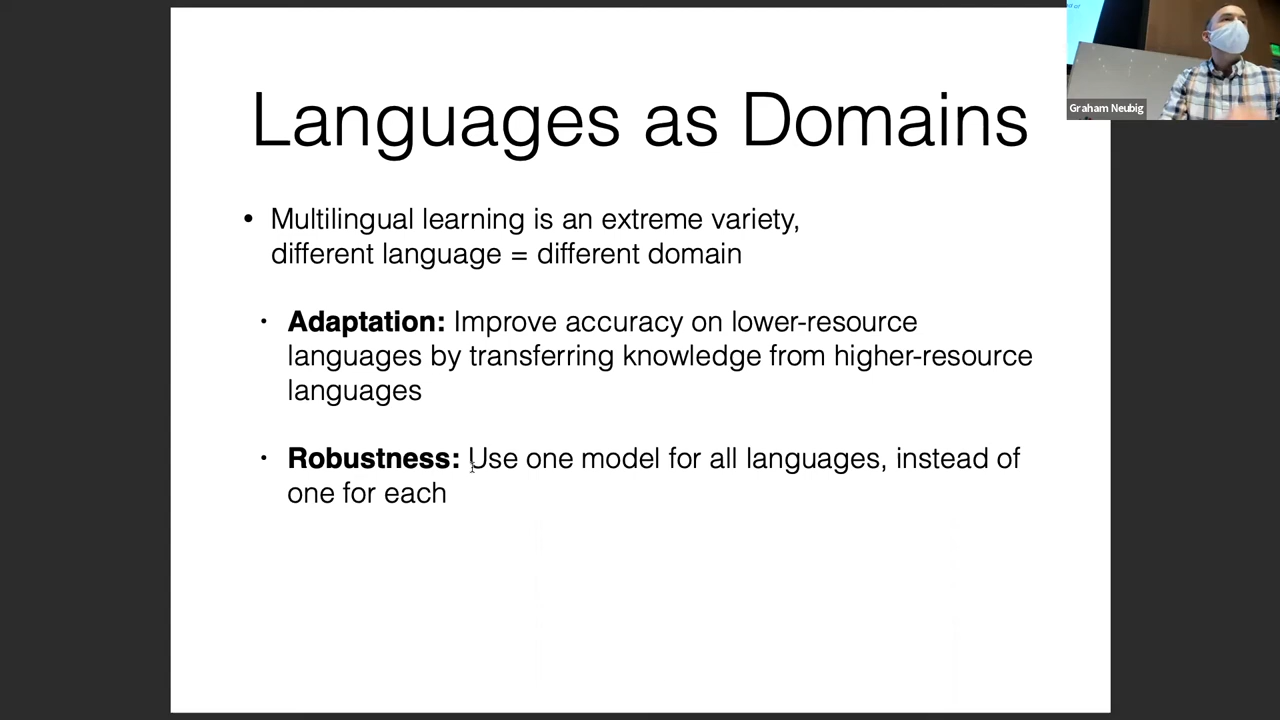 Languages as Domains
• Multilingual learning is an extreme variety,
different language = different domain
• Adaptation: Improve accuracy on lower-resource
languages by transferring knowledge from higher-resource
languages
• Robustness: Use one model for all languages, instead of
one for each
Graham Neubig